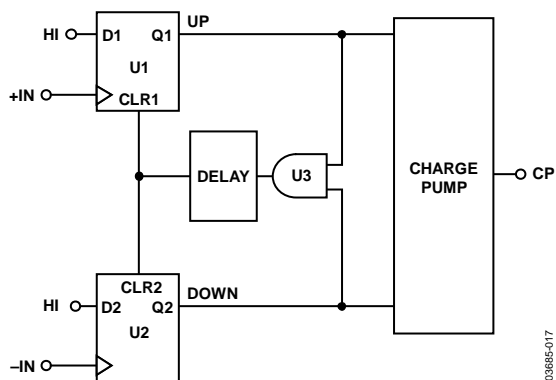 HI
D1
Q1
UP
U1
+IN
CLR1
DELAY
U3
CHARGE
PUMP
CP
CLR2
DOWN
HI
D2
Q2
U2
–IN
03685-017